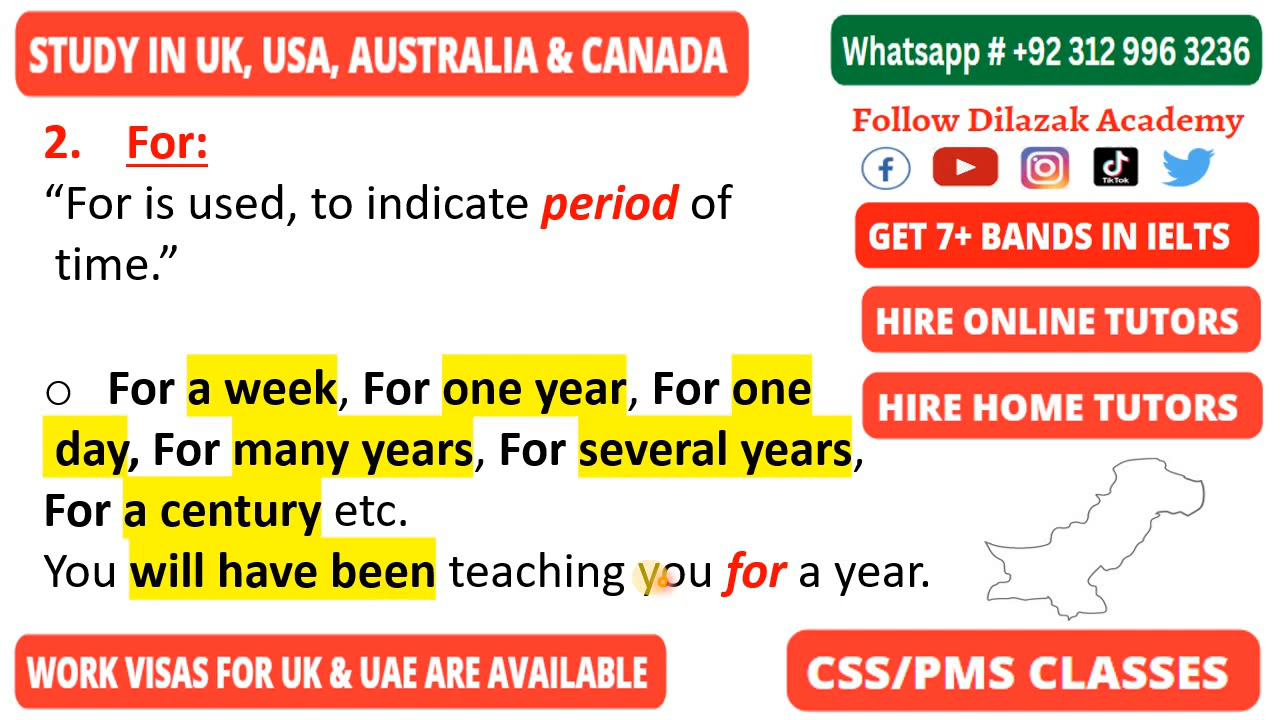 STUDY IN UK, USA, AUSTRALIA & CANADA
Whatsapp # +92 312 996 3236
Follow Dilazak Academy
TikTok
2. For:
“For is used, to indicate period of
time.”
GET 7+ BANDS IN IELTS
HIRE ONLINE TUTORS
HIRE HOME TUTORS
o For a week, For one year, For one
day, For many years, For several years,
For a century etc.
You will have been teaching you for a year.
WORK VISAS FOR UK & UAE ARE AVAILABLE
CSS/PMS CLASSES